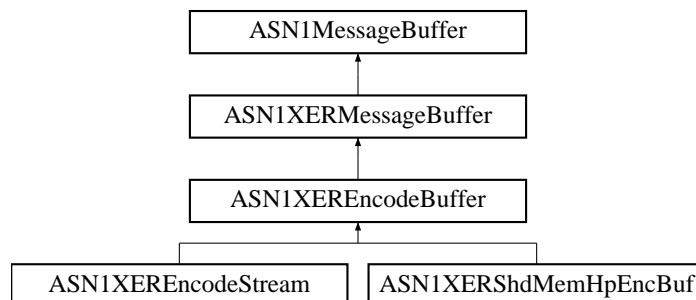 ASN1MessageBuffer
ASN1XERMessageBuffer
ASN1XEREncodeBuffer
ASN1XEREncodeStream
ASN1XERShdMemHpEncBuf